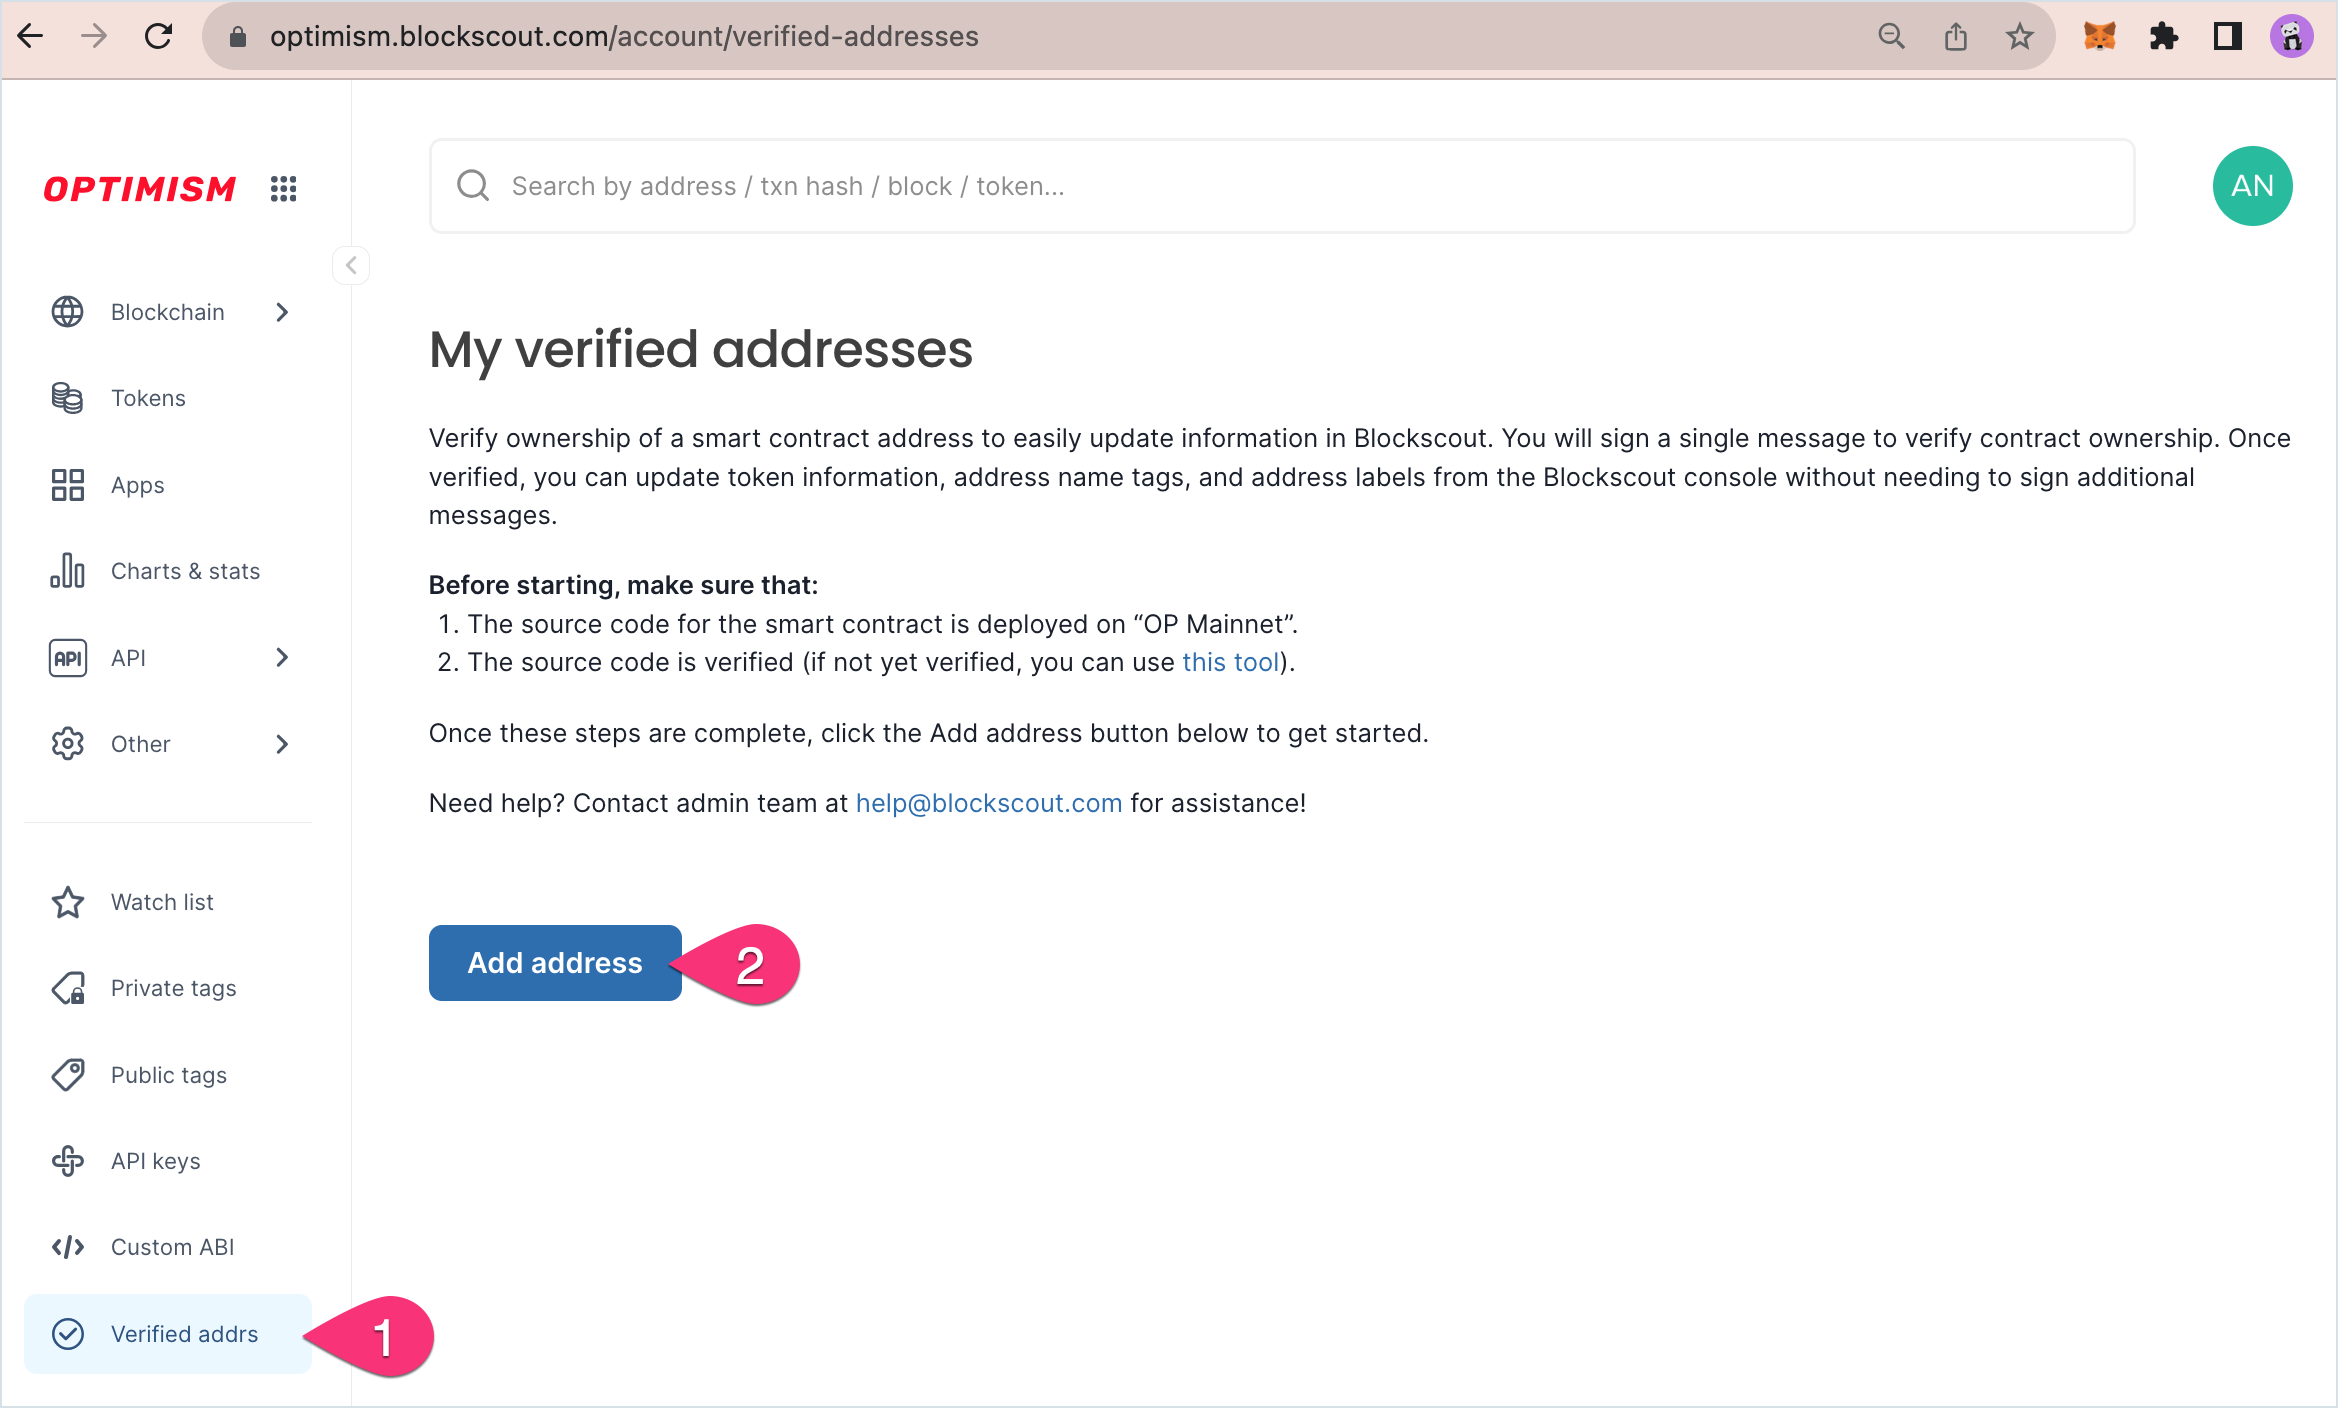 optimism.blockscout.com/account/verified-addresses
OPTIMISM
Search by address / txn hash / block / token...
AN
Blockchain
Tokens
Apps
Charts & stats
API
API
Other
Watch list
Private tags
Public tags
API keys
Custom ABI
Verified addrs
1
My verified addresses
Verify ownership of a smart contract address to easily update information in Blockscout. You will sign a single message to verify contract ownership. Once
verified, you can update token information, address name tags, and address labels from the Blockscout console without needing to sign additional
messages.
Before starting, make sure that:
1. The source code for the smart contract is deployed on “OP Mainnet”.
2. The source code is verified (if not yet verified, you can use this tool).
Once these steps are complete, click the Add address button below to get started.
Need help? Contact admin team at help@blockscout.com for assistance!
Add address
2